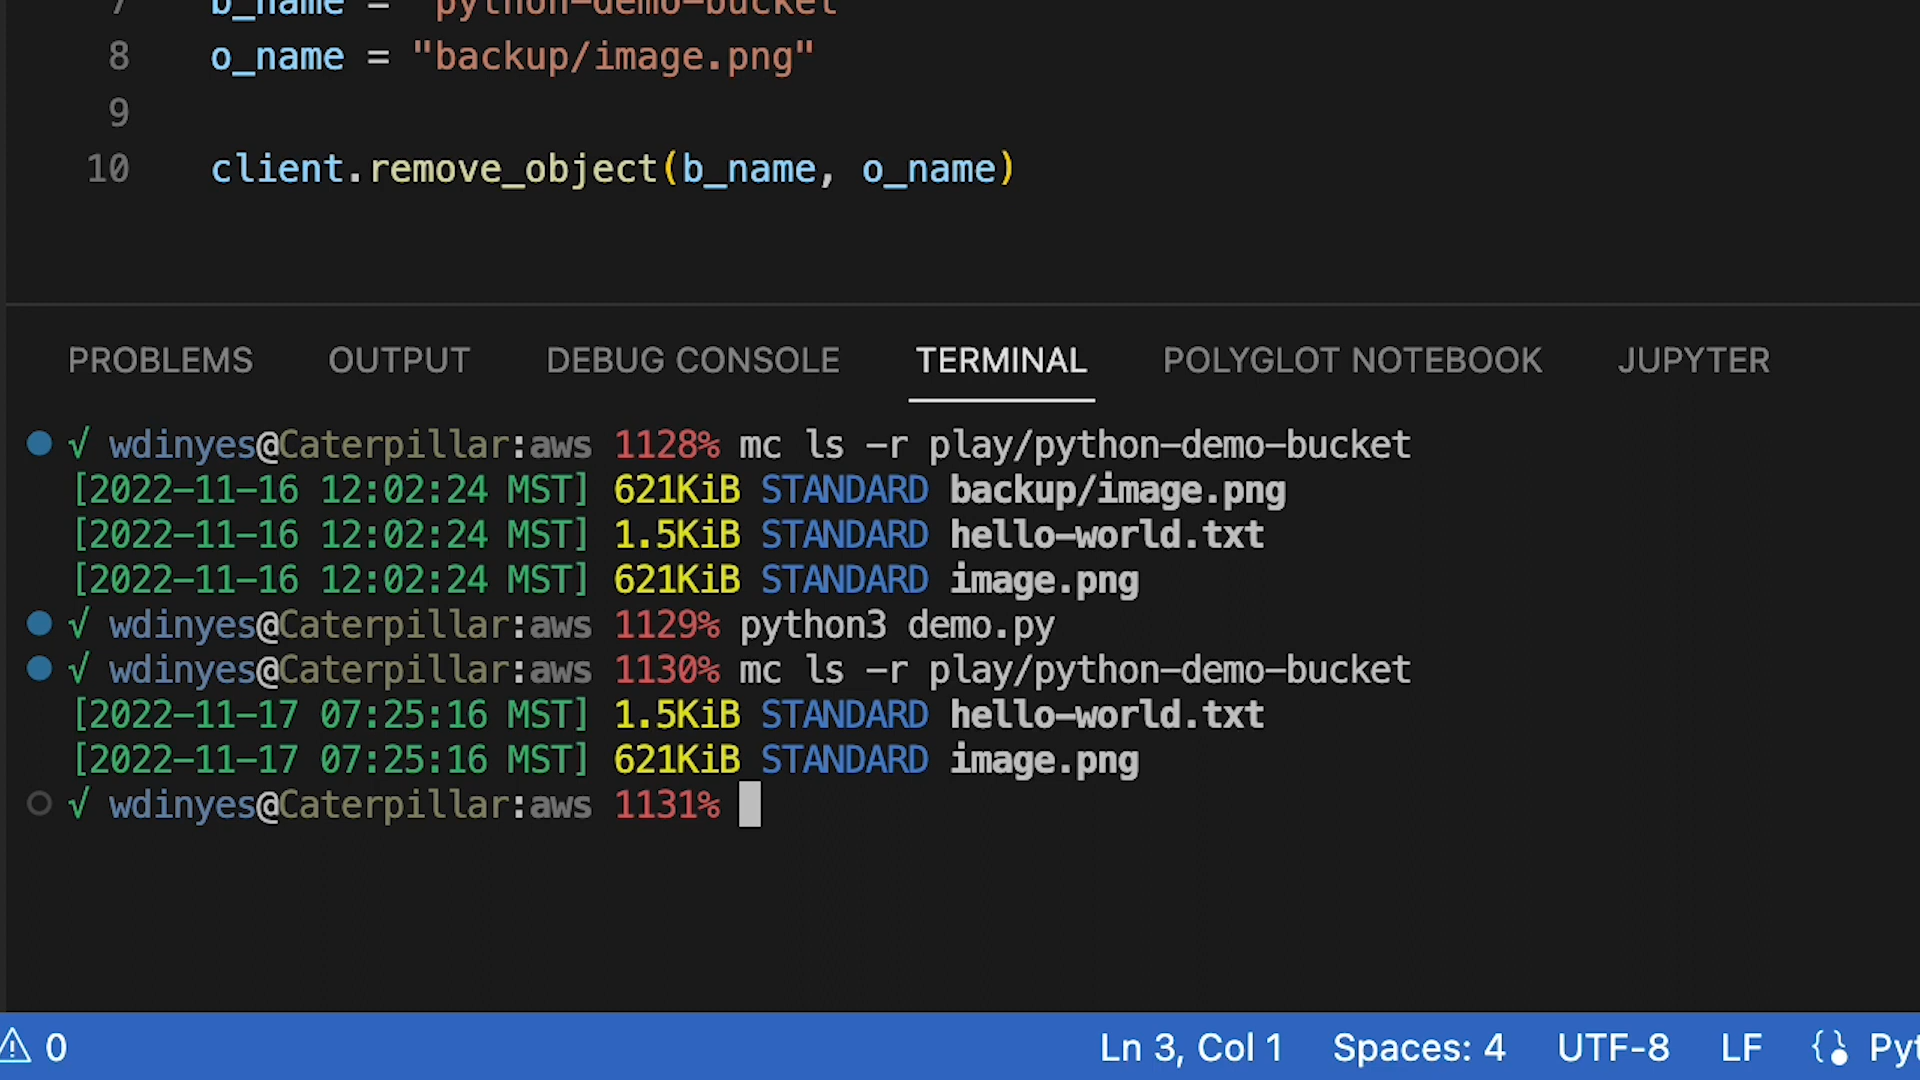 7 b_name = "python-demo-bucket"
8 o_name = "backup/image.png"
9
10 client.remove_object(b_name, o_name)
PROBLEMS OUTPUT DEBUG CONSOLE TERMINAL POLYGLOT NOTEBOOK JUPYTER
√ wdinyes@Caterpillar:aws 1128% mc ls -r play/python-demo-bucket
[2022-11-16 12:02:24 MST] 621KiB STANDARD backup/image.png
[2022-11-16 12:02:24 MST] 1.5KiB STANDARD hello-world.txt
[2022-11-16 12:02:24 MST] 621KiB STANDARD image.png
√ wdinyes@Caterpillar:aws 1129% python3 demo.py
√ wdinyes@Caterpillar:aws 1130% mc ls -r play/python-demo-bucket
[2022-11-17 07:25:16 MST] 1.5KiB STANDARD hello-world.txt
[2022-11-17 07:25:16 MST] 621KiB STANDARD image.png
√ wdinyes@Caterpillar:aws 1131%
0 Ln 3, Col 1 Spaces: 4 UTF-8 LF {} Pyt